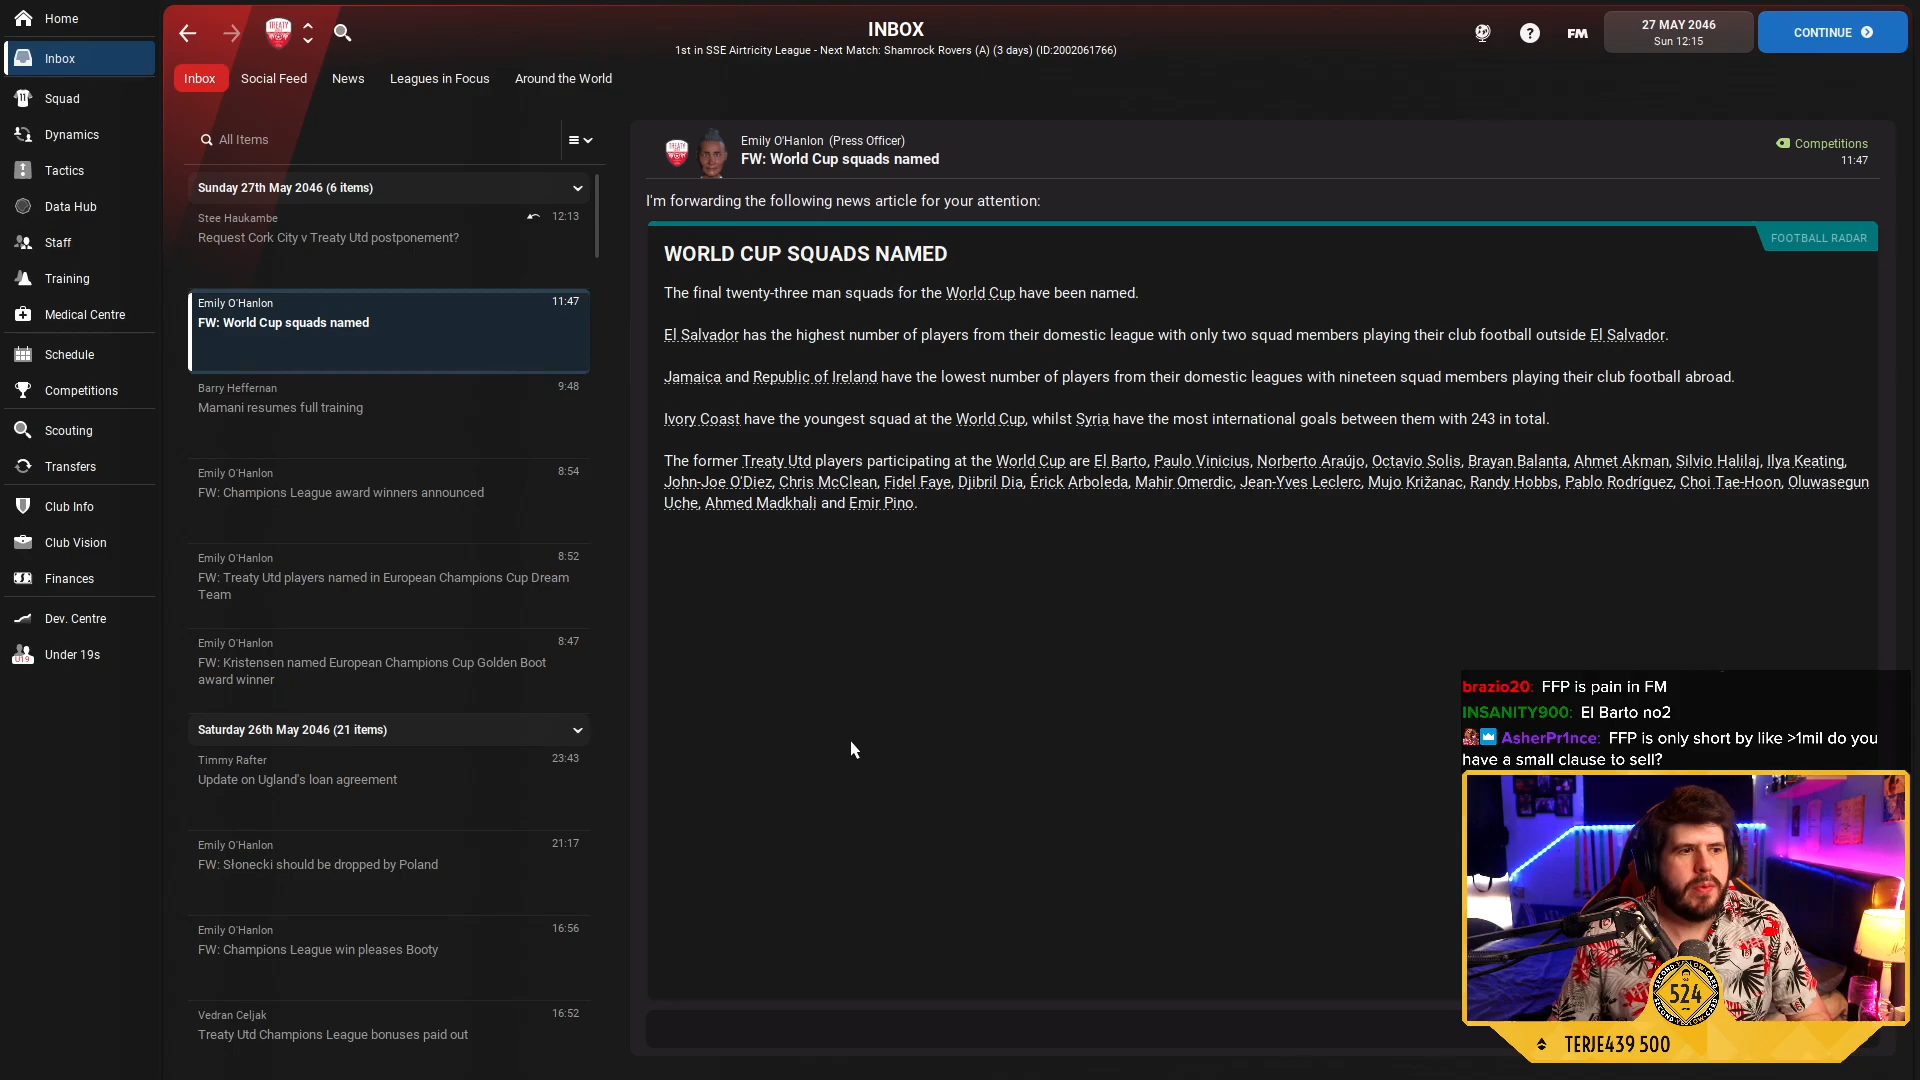 Home
Inbox
Squad
Dynamics
Tactics
Data Hub
Staff
Training
Medical Centre
Schedule
Competitions
Scouting
Transfers
Club Info
Club Vision
Finances
Dev. Centre
U19
Under 19s
TREATY
INBOX
1st in SSE Airtricity League - Next Match: Shamrock Rovers (A) (3 days) (ID:2002061766)
?
FM
27 MAY 2046
Sun 12:15
CONTINUE
Inbox
Social Feed
News
Leagues in Focus
Around the World
All Items
Sunday 27th May 2046 (6 items)
Stee Haukambe
12:13
Request Cork City v Treaty Utd postponement?
Emily O'Hanlon
11:47
FW: World Cup squads named
Barry Heffernan
9:48
Mamani resumes full training
Emily O'Hanlon
8:54
FW: Champions League award winners announced
Emily O'Hanlon
8:52
FW: Treaty Utd players named in European Champions Cup Dream
Team
Emily O'Hanlon
8:47
FW: Kristensen named European Champions Cup Golden Boot
award winner
Saturday 26th May 2046 (21 items)
Timmy Rafter
23:43
Update on Ugland's loan agreement
Emily O'Hanlon
21:17
FW: Słonecki should be dropped by Poland
Emily O'Hanlon
16:56
FW: Champions League win pleases Booty
Vedran Celjak
16:52
Treaty Utd Champions League bonuses paid out
TREATY
Emily O'Hanlon (Press Officer)
FW: World Cup squads named
Competitions
11:47
I'm forwarding the following news article for your attention:
FOOTBALL RADAR
WORLD CUP SQUADS NAMED
The final twenty-three man squads for the World Cup have been named.
El Salvador has the highest number of players from their domestic league with only two squad members playing their club football outside El Salvador.
Jamaica and Republic of Ireland have the lowest number of players from their domestic leagues with nineteen squad members playing their club football abroad.
Ivory Coast have the youngest squad at the World Cup, whilst Syria have the most international goals between them with 243 in total.
The former Treaty Utd players participating at the World Cup are El Barto, Paulo Vinicius, Norberto Araújo, Octavio Solis, Brayan Balanta, Ahmet Akman, Silvio Halilaj, Ilya Keating,
John-Joe O'Diez, Chris McClean, Fidel Faye, Djibril Dia, Érick Arboleda, Mahir Omerdic, Jean-Yves Leclerc, Mujo Križanac, Randy Hobbs, Pablo Rodríguez, Choi Tae-Hoon, Oluwasegun
Uche, Ahmed Madkhali and Emir Pino.
brazio20: FFP is pain in FM
INSANITY900: El Barto no2
AsherPr1nce: FFP is only short by like >1mil do you
have a small clause to sell?
SECOND YELLOW CARD
524
SECOND YELLOW CARD
TERJE439 500